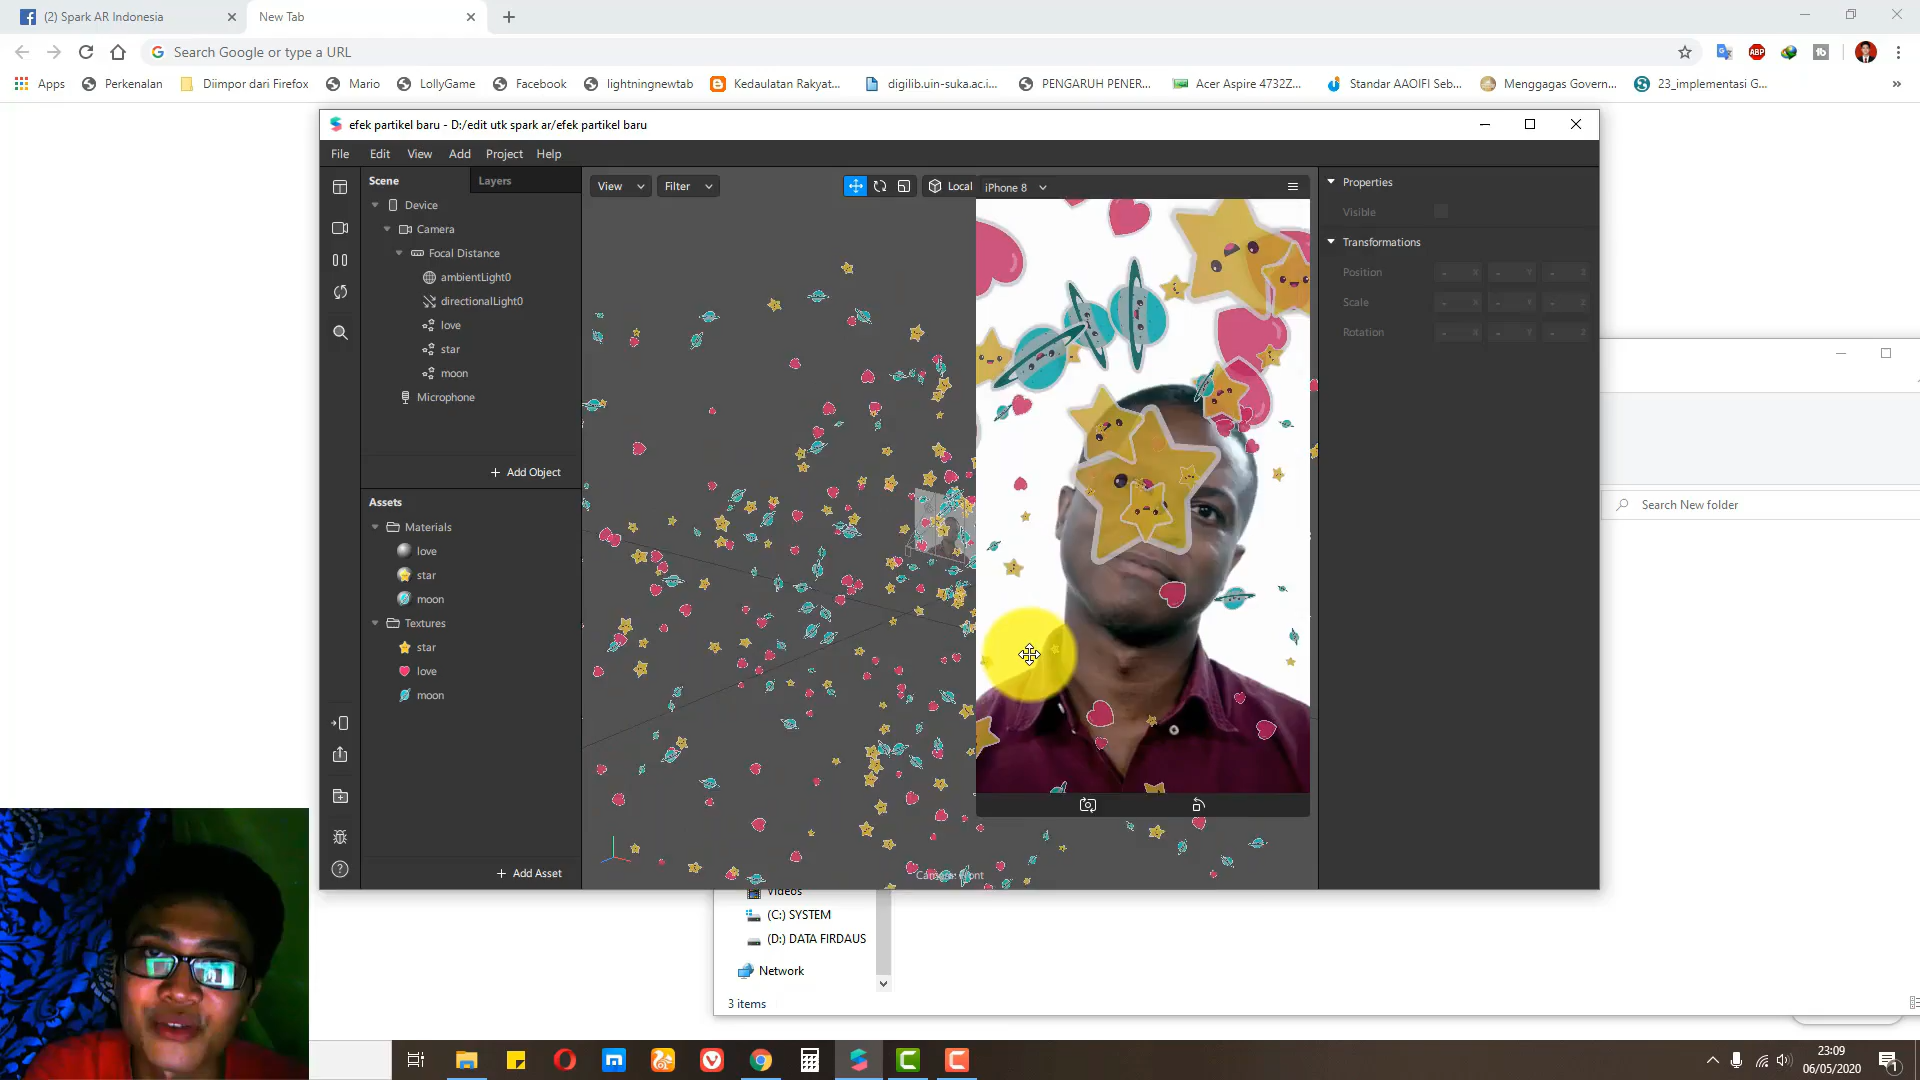 (2) Spark AR Indonesia
New Tab
Search Google or type a URL
ABP
Apps
Perkenalan
Diimpor dari Firefox
Mario
LollyGame
Facebook
lightningnewtab
Kedaulatan Rakyat...
digilib.uin-suka.ac.i...
PENGARUH PENER...
Acer Aspire 4732Z...
Standar AAOIFI Seb...
Menggagas Govern...
23_implementasi G...
efek partikel baru - D:/edit utk spark ar/efek partikel baru
File
Edit
View
Add
Project
Help
Scene
Layers
View
Filter
Local
iPhone 8
Properties
Visible
Transformations
Position
Scale
Rotation
Device
Camera
Focal Distance
ambientLight0
directionalLight0
love
star
moon
Microphone
+ Add Object
Assets
Materials
love
star
moon
Textures
star
love
moon
+ Add Asset
Search New folder
Videos
(C:) SYSTEM
(D:) DATA FIRDAUS
Network
3 items
23:09
06/05/2020